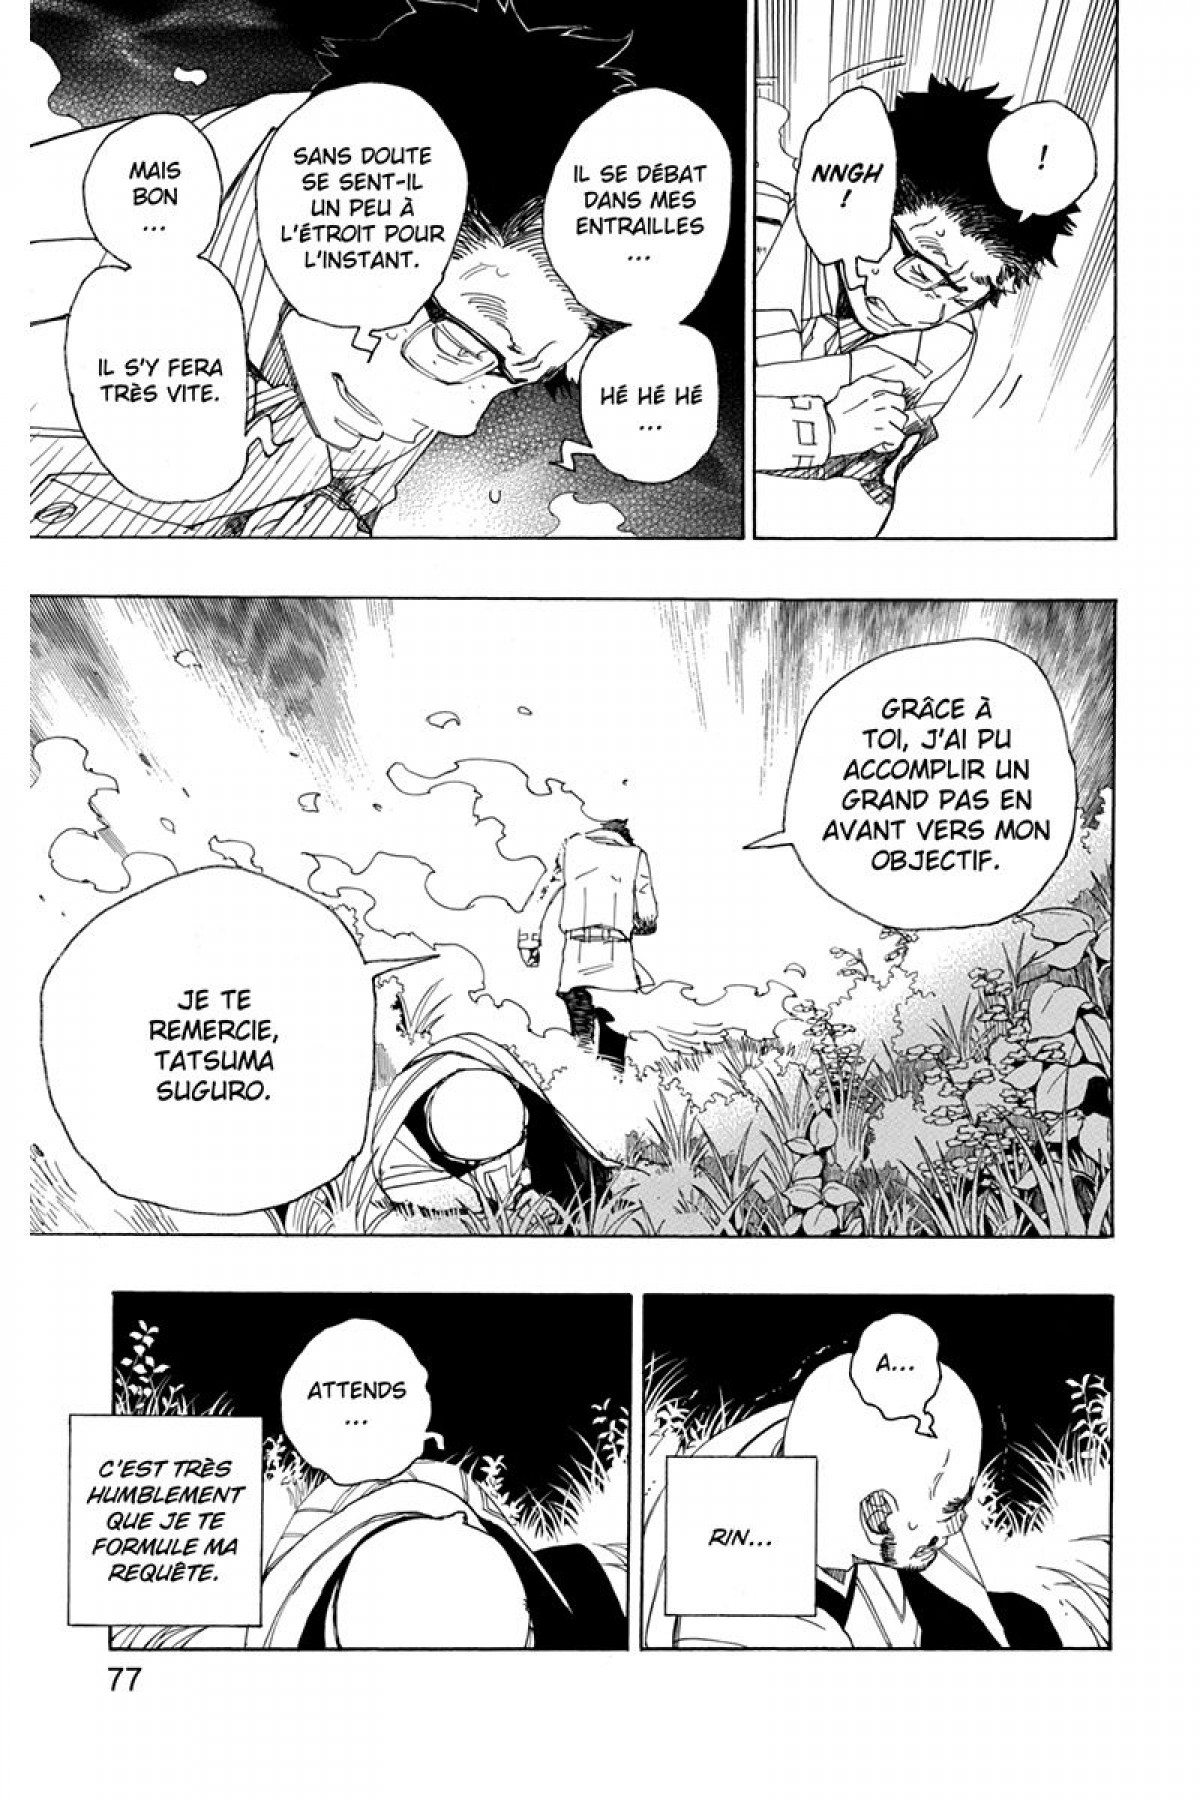 !
NNGH
!
IL SE DÉBAT
DANS MES
ENTRAILLES
...
HÉ HÉ HÉ
...
SANS DOUTE
SE SENT-IL
UN PEU À
L'ÉTROIT POUR
L'INSTANT.
MAIS
BON
...
IL S'Y FERA
TRÈS VITE.
GRÂCE À
TOI, J'AI PU
ACCOMPLIR UN
GRAND PAS EN
AVANT VERS MON
OBJECTIF.
JE TE
REMERCIE,
TATSUMA
SUGURO.
A...
RIN...
ATTENDS
...
C'EST TRÈS
HUMBLEMENT
QUE JE TE
FORMULE MA
REQUÊTE.
77